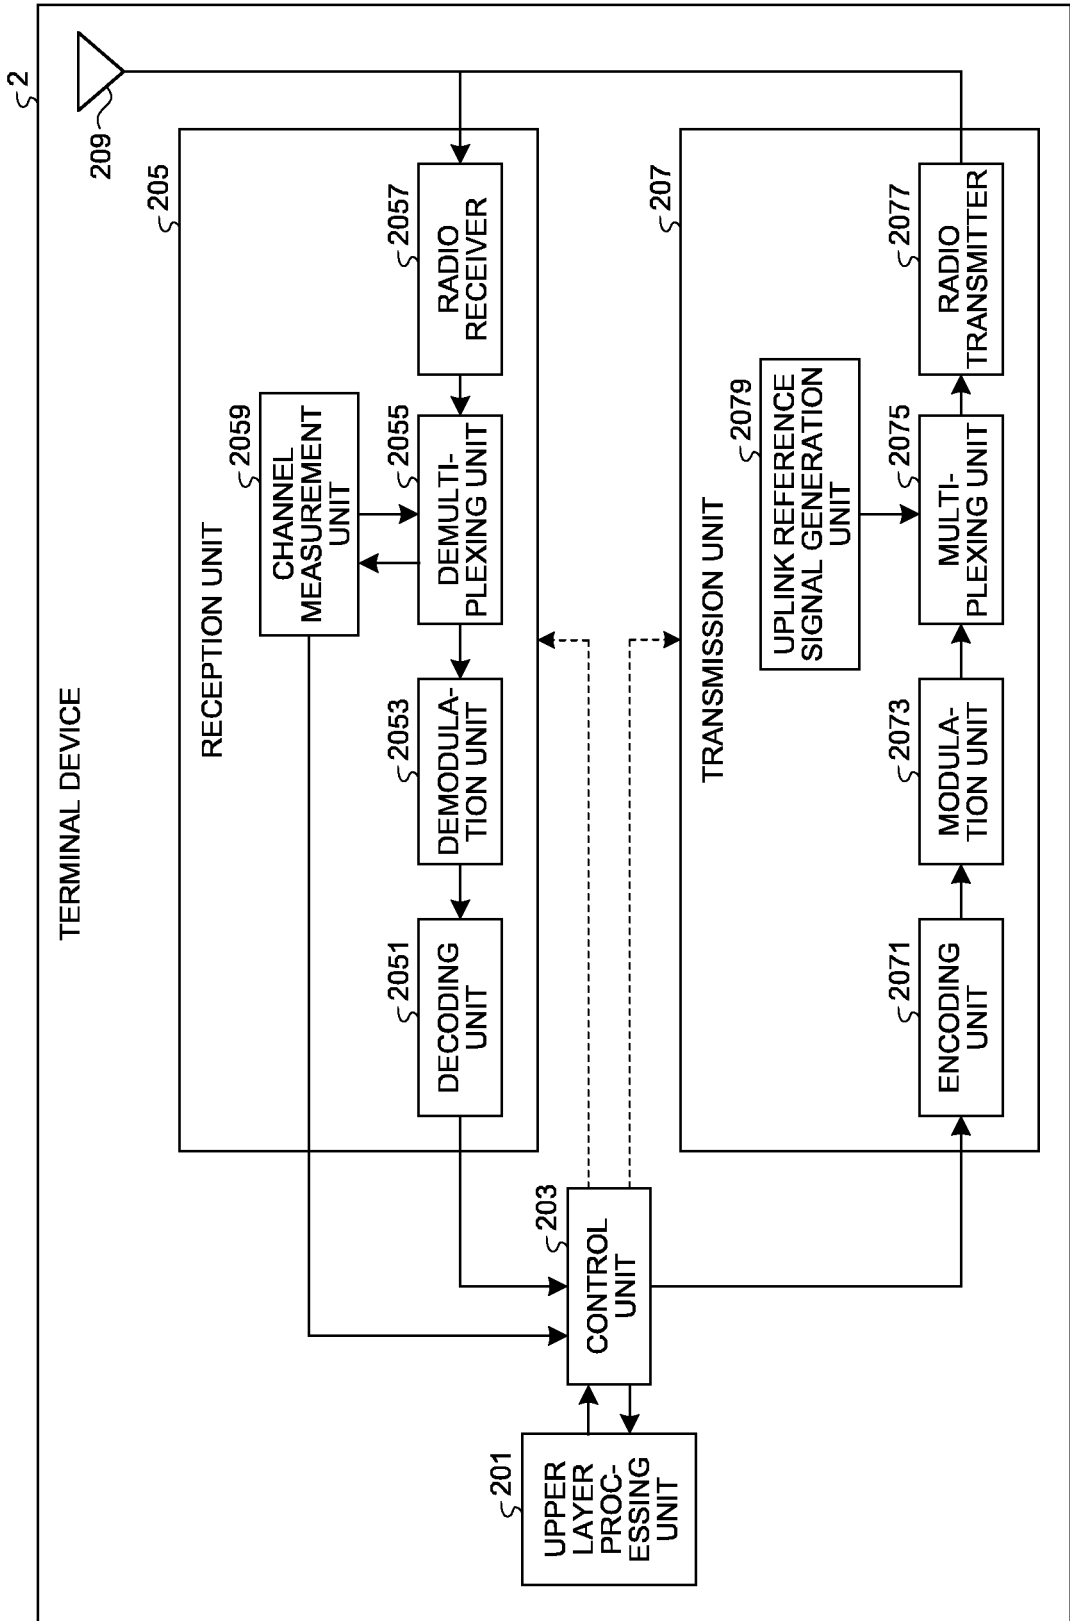 TERMINAL DEVICE
2
209
RECEPTION UNIT
205
CHANNEL
MEASUREMENT
UNIT
2059
DECODING
UNIT
2051
DEMODULA-
TION UNIT
2053
DEMULTI-
PLEXING UNIT
2055
RADIO
RECEIVER
2057
UPPER
LAYER
PROC-
ESSING
UNIT
201
CONTROL
UNIT
203
TRANSMISSION UNIT
207
UPLINK REFERENCE
SIGNAL GENERATION
UNIT
2079
ENCODING
UNIT
2071
MODULA-
TION UNIT
2073
MULTI-
PLEXING UNIT
2075
RADIO
TRANSMITTER
2077